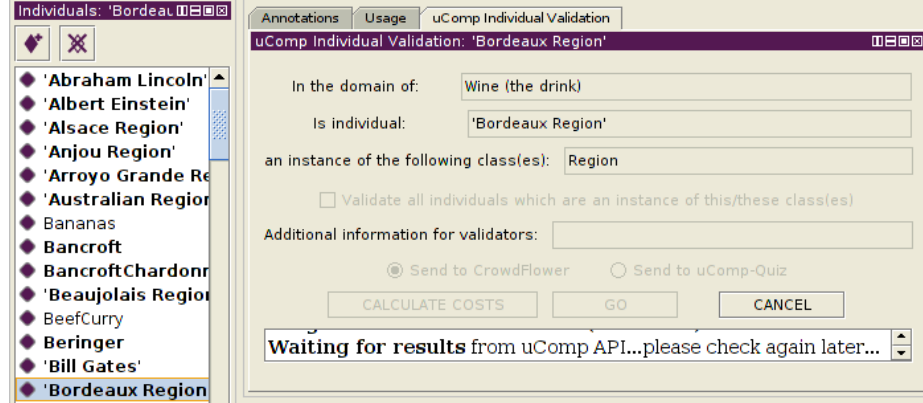 Individuals: 'Bordeau
'Abraham Lincoln'
'Albert Einstein'
'Alsace Region'
'Anjou Region'
'Arroyo Grande Re
'Australian Region
Bananas
Bancroft
BancroftChardonn
'Beaujolais Region
BeefCurry
Beringer
'Bill Gates'
'Bordeaux Region
Annotations Usage uComp Individual Validation
uComp Individual Validation: 'Bordeaux Region'
In the domain of: Wine (the drink)
Is individual: 'Bordeaux Region'
an instance of the following class(es): Region
Validate all individuals which are an instance of this/these class(es)
Additional information for validators:
Send to CrowdFlower Send to uComp-Quiz
CALCULATE COSTS GO CANCEL
Waiting for results from uComp API...please check again later...